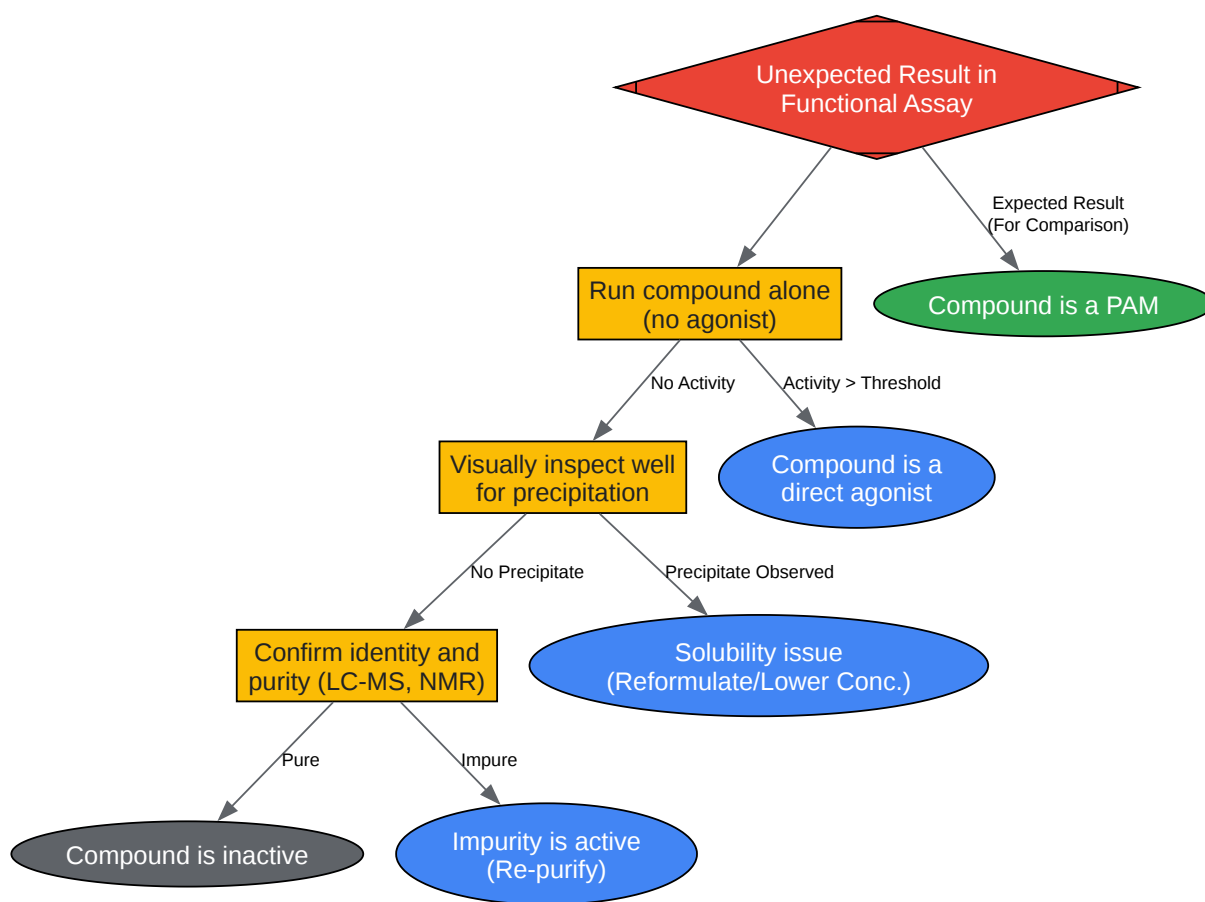 Unexpected Result in
Functional Assay
Expected Result
(For Comparison)
Run compound alone
(no agonist)
Compound is a PAM
No Activity
Activity > Threshold
Visually inspect well
for precipitation
Compound is a
direct agonist
No Precipitate
Precipitate Observed
Confirm identity and
purity (LC-MS, NMR)
Solubility issue
(Reformulate/Lower Conc.)
Pure
Impure
Compound is inactive
Impurity is active
(Re-purify)